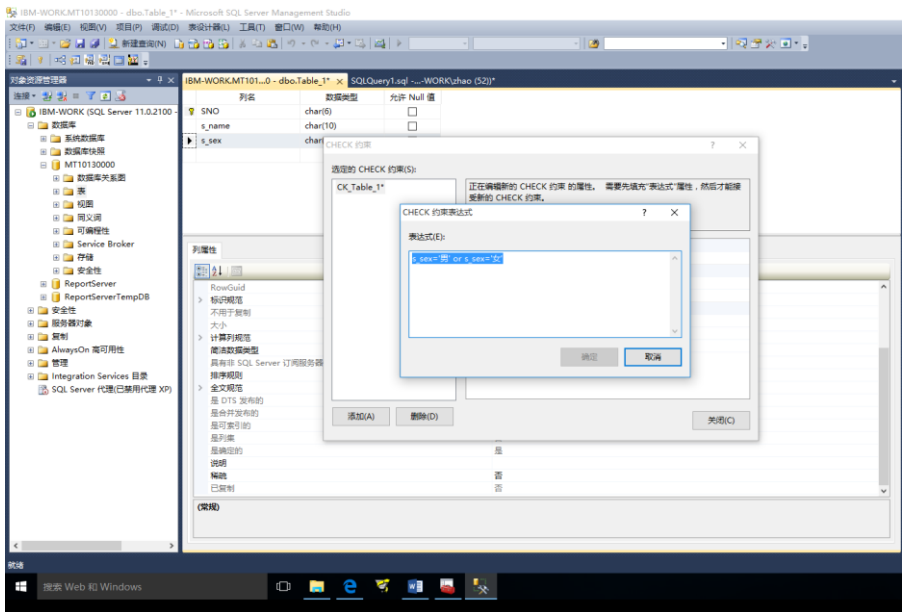 IBM-WORK.MT10130000 - dbo.Table_1* - Microsoft SQL Server Management Studio
文件(F) 编辑(E) 视图(V) 项目(P) 调试(D) 表设计器(L) 工具(T) 窗口(W) 帮助(H)
新建查询(N)
对象资源管理器
连接
IBM-WORK (SQL Server 11.0.2100 -
数据库
系统数据库
数据库快照
MT10130000
数据库关系图
表
视图
同义词
可编程性
Service Broker
存储
安全性
ReportServer
ReportServerTempDB
安全性
服务器对象
复制
AlwaysOn 高可用性
管理
Integration Services 目录
SQL Server 代理(已禁用代理 XP)
IBM-WORK.MT101...0 - dbo.Table_1* SQLQuery1.sql -...-WORK\zhao (52))*
列名 数据类型 允许 Null 值
SNO char(6)
s_name char(10)
s_sex char(
CHECK 约束
选定的 CHECK 约束(S):
CK_Table_1*
正在编辑新的 CHECK 约束 的属性。 需要先填充"表达式"属性，然后才能接
受新的 CHECK 约束。
CHECK 约束表达式
表达式(E):
s_sex='男' or s_sex='女'
确定 取消
添加(A) 删除(D) 关闭(C)
列属性
RowGuid
标识规范
不用于复制
大小
计算列规范
简洁数据类型
具有非 SQL Server 订阅服务器
排序规则
全文规范
是 DTS 发布的
是合并发布的
是可索引的
是列集
是确定的 是
说明
稀疏 否
已复制 否
(常规)
就绪
搜索 Web 和 Windows